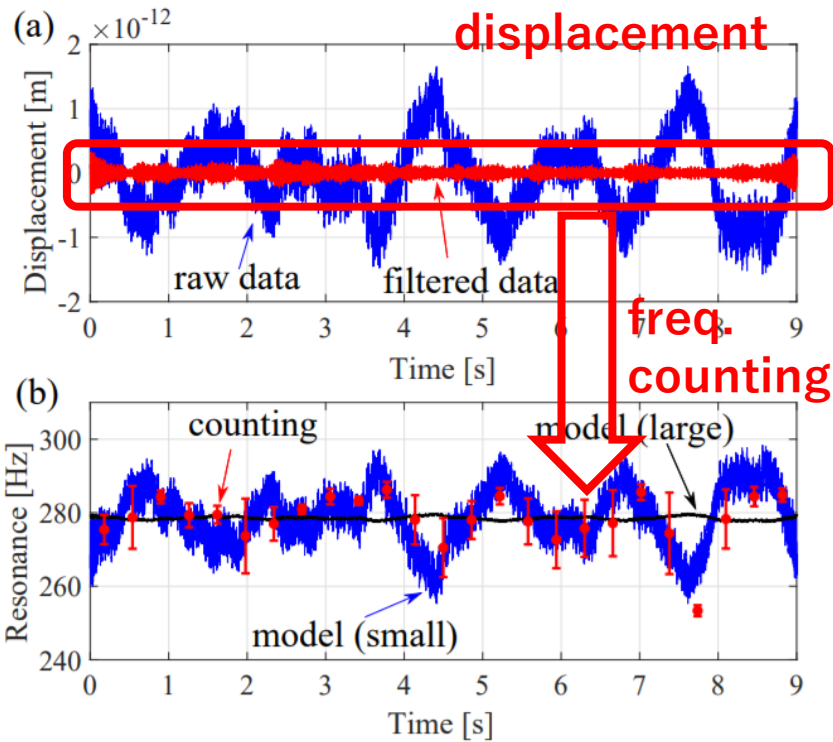 (a)
×10⁻¹²
displacement
Displacement [m]
2
1
0
-1
-2
raw data
filtered data
0 1 2 3 4 5 6 7 8 9
Time [s]
freq.
counting
(b)
counting
model (large)
Resonance [Hz]
300
280
260
240
model (small)
0 1 2 3 4 5 6 7 8 9
Time [s]